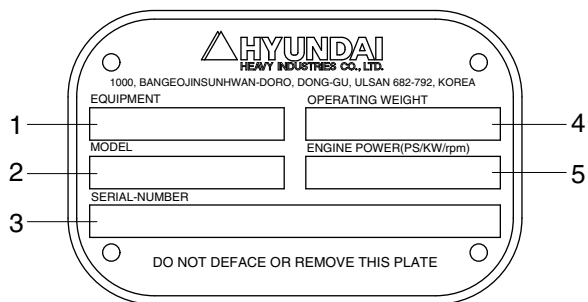 HYUNDAI
HEAVY INDUSTRIES CO., LTD.
1000, BANGEOJINSUNHWAN-DORO, DONG-GU, ULSAN 682-792, KOREA
EQUIPMENT OPERATING WEIGHT
1 4
MODEL ENGINE POWER(PS/KW/rpm)
2 5
SERIAL-NUMBER
3
DO NOT DEFACE OR REMOVE THIS PLATE